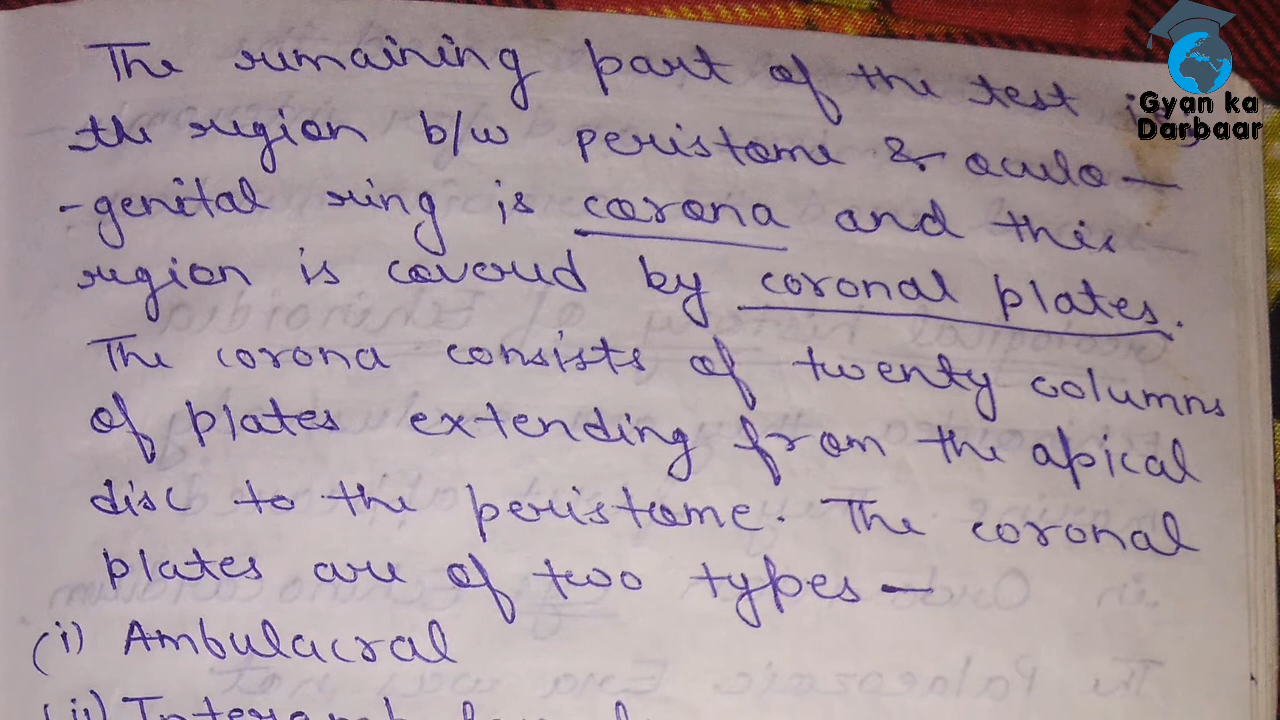 The remaining part of the test ie,
the region b/w peristome & oculo-
-genital ring is corona and this
region is coverd by coronal plates.
The corona consists of twenty columns
of plates extending from the apical
disc to the peristome. The coronal
plates are of two types -
(i) Ambulacral
Gyan ka
Darbaar